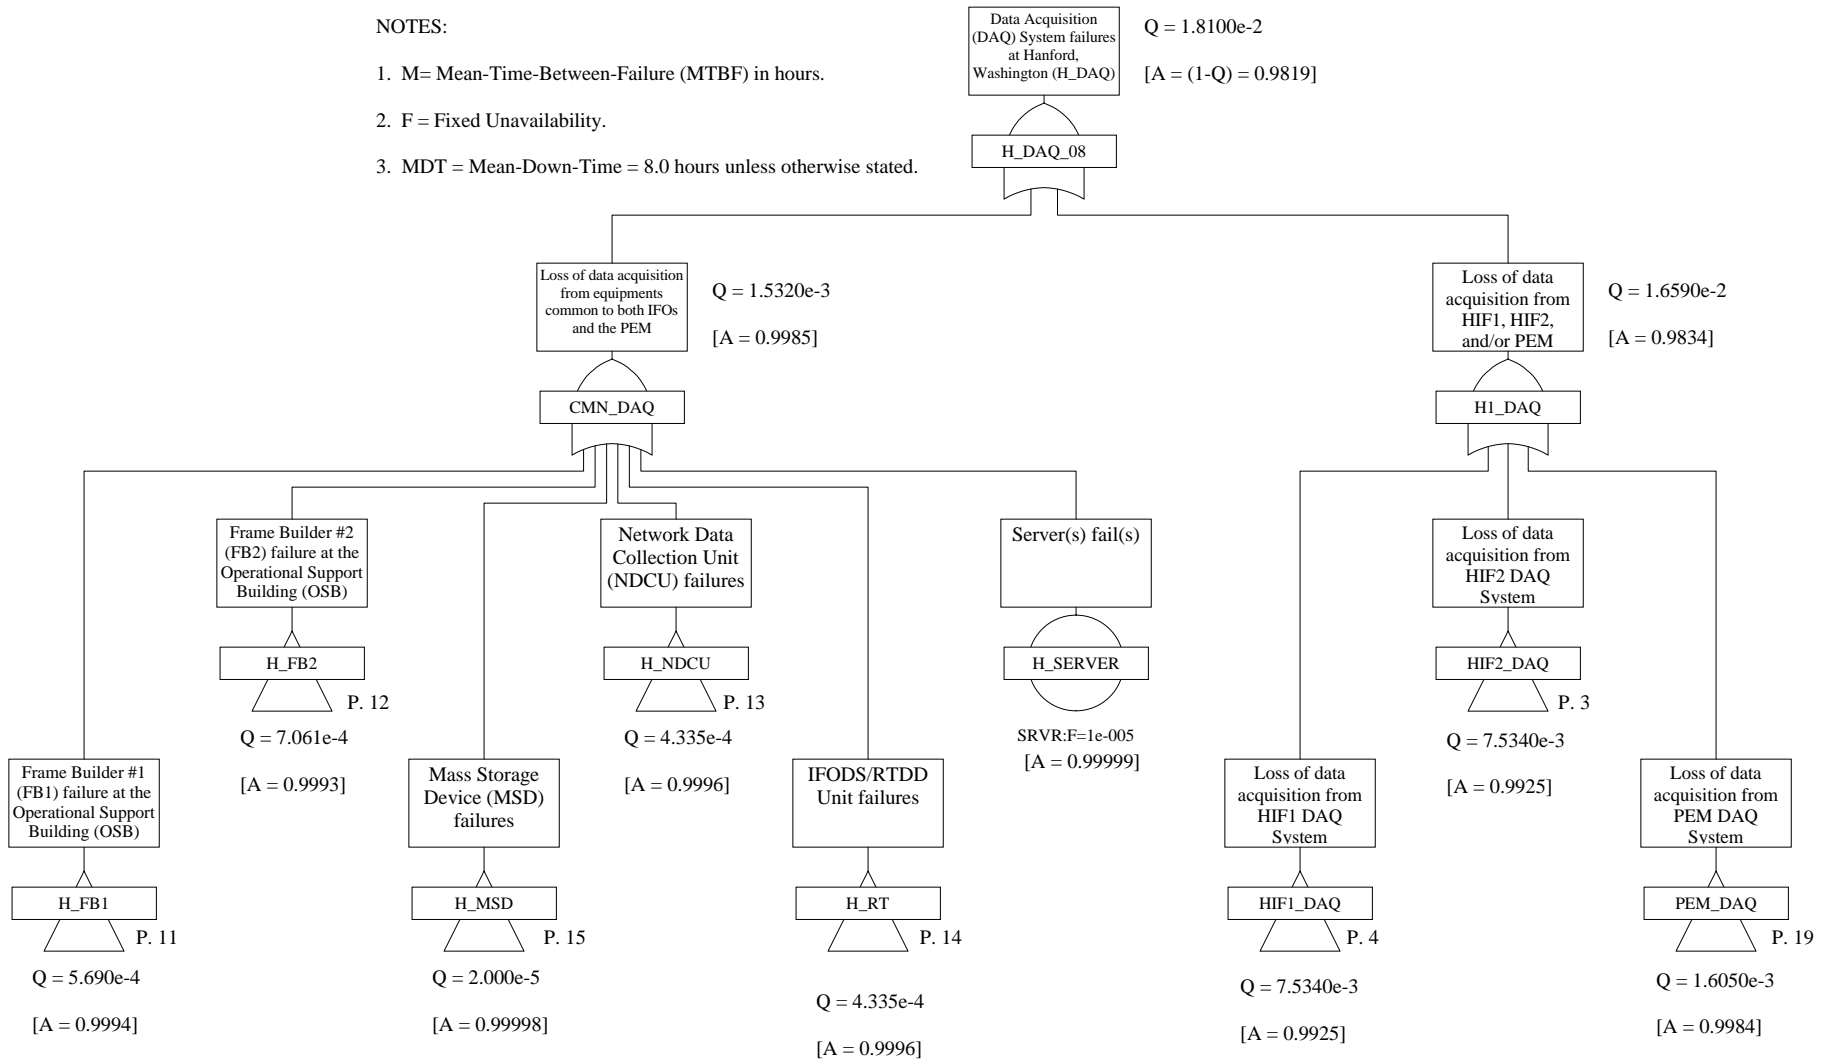 NOTES:
1. M= Mean-Time-Between-Failure (MTBF) in hours.
2. F = Fixed Unavailability.
3. MDT = Mean-Down-Time = 8.0 hours unless otherwise stated.
Data Acquisition
(DAQ) System failures
at Hanford,
Washington (H_DAQ)
Q = 1.8100e-2
[A = (1-Q) = 0.9819]
H_DAQ_08
Loss of data acquisition
from equipments
common to both IFOs
and the PEM
Q = 1.5320e-3
[A = 0.9985]
CMN_DAQ
Loss of data
acquisition from
HIF1, HIF2,
and/or PEM
Q = 1.6590e-2
[A = 0.9834]
H1_DAQ
Frame Builder #2
(FB2) failure at the
Operational Support
Building (OSB)
H_FB2
P. 12
Q = 7.061e-4
[A = 0.9993]
Network Data
Collection Unit
(NDCU) failures
H_NDCU
P. 13
Q = 4.335e-4
[A = 0.9996]
Server(s) fail(s)
H_SERVER
SRVR:F=1e-005
[A = 0.99999]
Loss of data
acquisition from
HIF2 DAQ
System
HIF2_DAQ
P. 3
Q = 7.5340e-3
[A = 0.9925]
Frame Builder #1
(FB1) failure at the
Operational Support
Building (OSB)
H_FB1
P. 11
Q = 5.690e-4
[A = 0.9994]
Mass Storage
Device (MSD)
failures
H_MSD
P. 15
Q = 2.000e-5
[A = 0.99998]
IFODS/RTDD
Unit failures
H_RT
P. 14
Q = 4.335e-4
[A = 0.9996]
Loss of data
acquisition from
HIF1 DAQ
System
HIF1_DAQ
P. 4
Q = 7.5340e-3
[A = 0.9925]
Loss of data
acquisition from
PEM DAQ
System
PEM_DAQ
P. 19
Q = 1.6050e-3
[A = 0.9984]